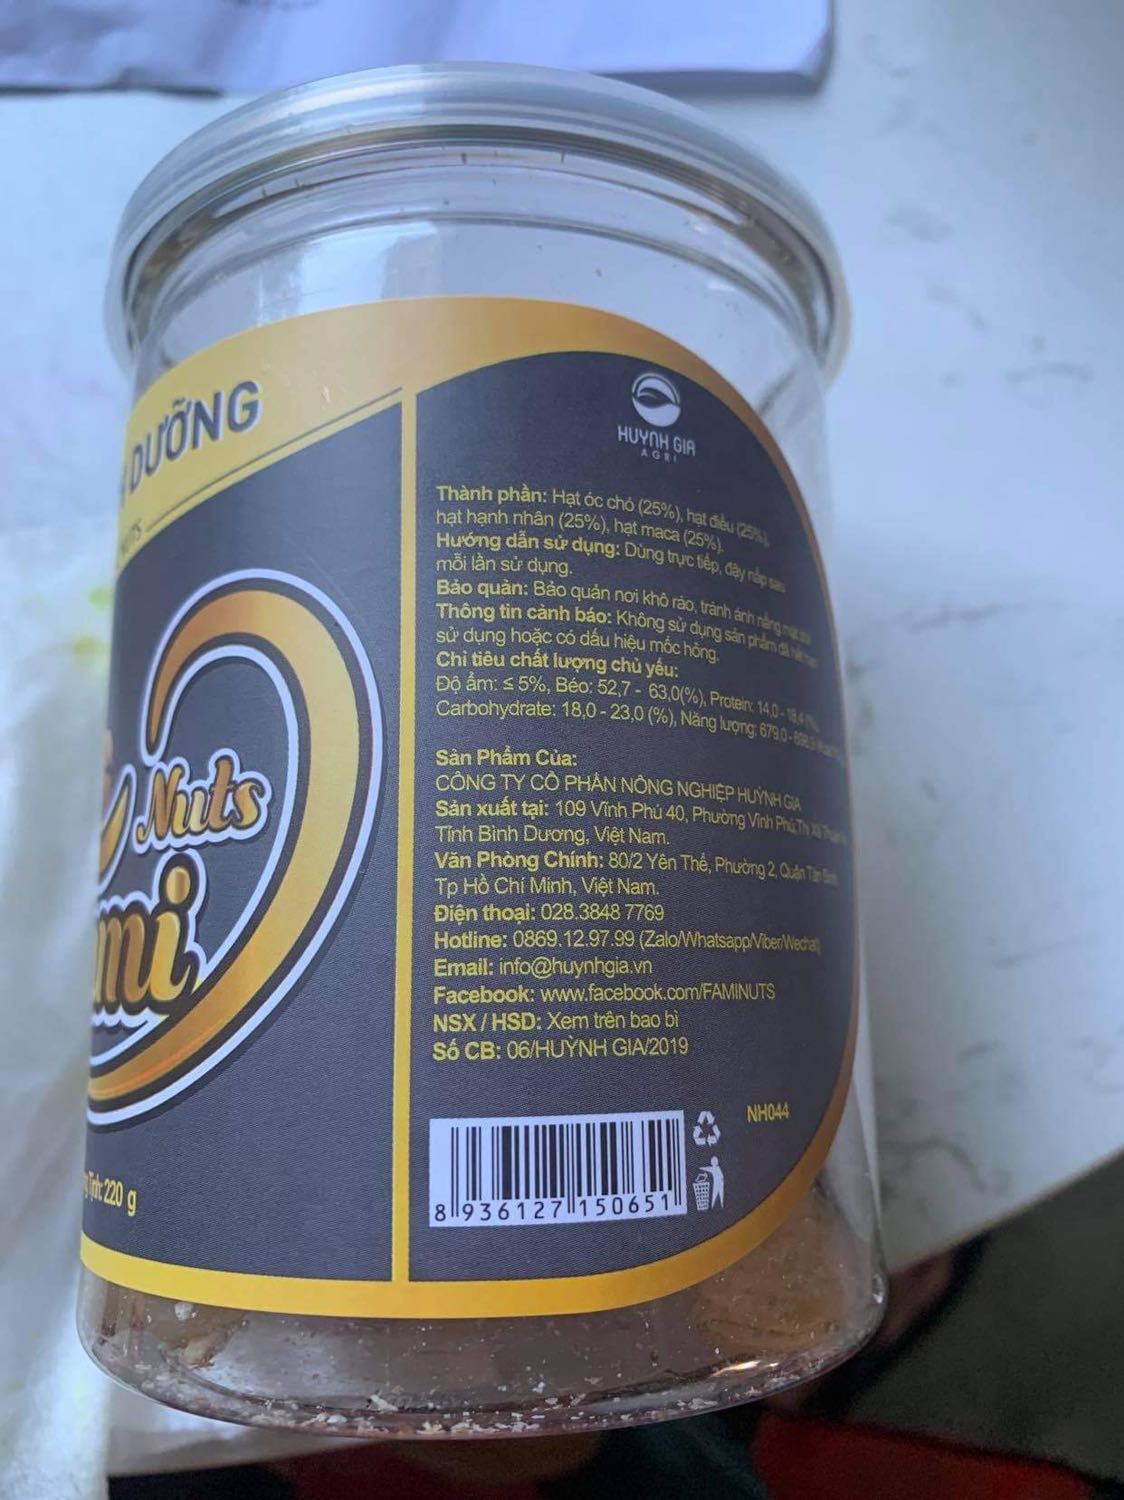 DƯỠNG
NUTS
Nuts
mi
Tịnh: 220 g
HUYNH GIA
AGRI
Thành phần: Hạt óc chó (25%), hạt điều (25%),
hạt hạnh nhân (25%), hạt maca (25%).
Hướng dẫn sử dụng: Dùng trực tiếp, đậy nắp sau
mỗi lần sử dụng.
Bảo quản: Bảo quản nơi khô ráo, tránh ánh nắng mặt
Thông tin cảnh báo: Không sử dụng sản phẩm đã hết
sử dung hoặc có dấu hiệu mốc hỏng.
Chỉ tiêu chất lượng chủ yếu:
Độ ẩm: ≤ 5%, Béo: 52,7 - 63,0(%), Protein: 14,0 - 18,4
Carbohydrate: 18,0 - 23,0 (%), Năng lượng: 679,0 -
Sản Phẩm Của:
CÔNG TY CỔ PHẦN NÔNG NGHIỆP HUỲNH GIA
Sản xuất tại: 109 Vĩnh Phú 40, Phường Vĩnh Phú, Thị Xã
Tỉnh Bình Dương, Việt Nam.
Văn Phòng Chính: 80/2 Yên Thế, Phường 2, Quận Tân Bình,
Tp Hồ Chí Minh, Việt Nam.
Điện thoại: 028.3848 7769
Hotline: 0869.12.97.99 (Zalo/Whatsapp/Viber/Wechat)
Email: info@huynhgia.vn
Facebook: www.facebook.com/FAMINUTS
NSX / HSD: Xem trên bao bì
Số CB: 06/HUỲNH GIA/2019
NH044
8 936127 150651